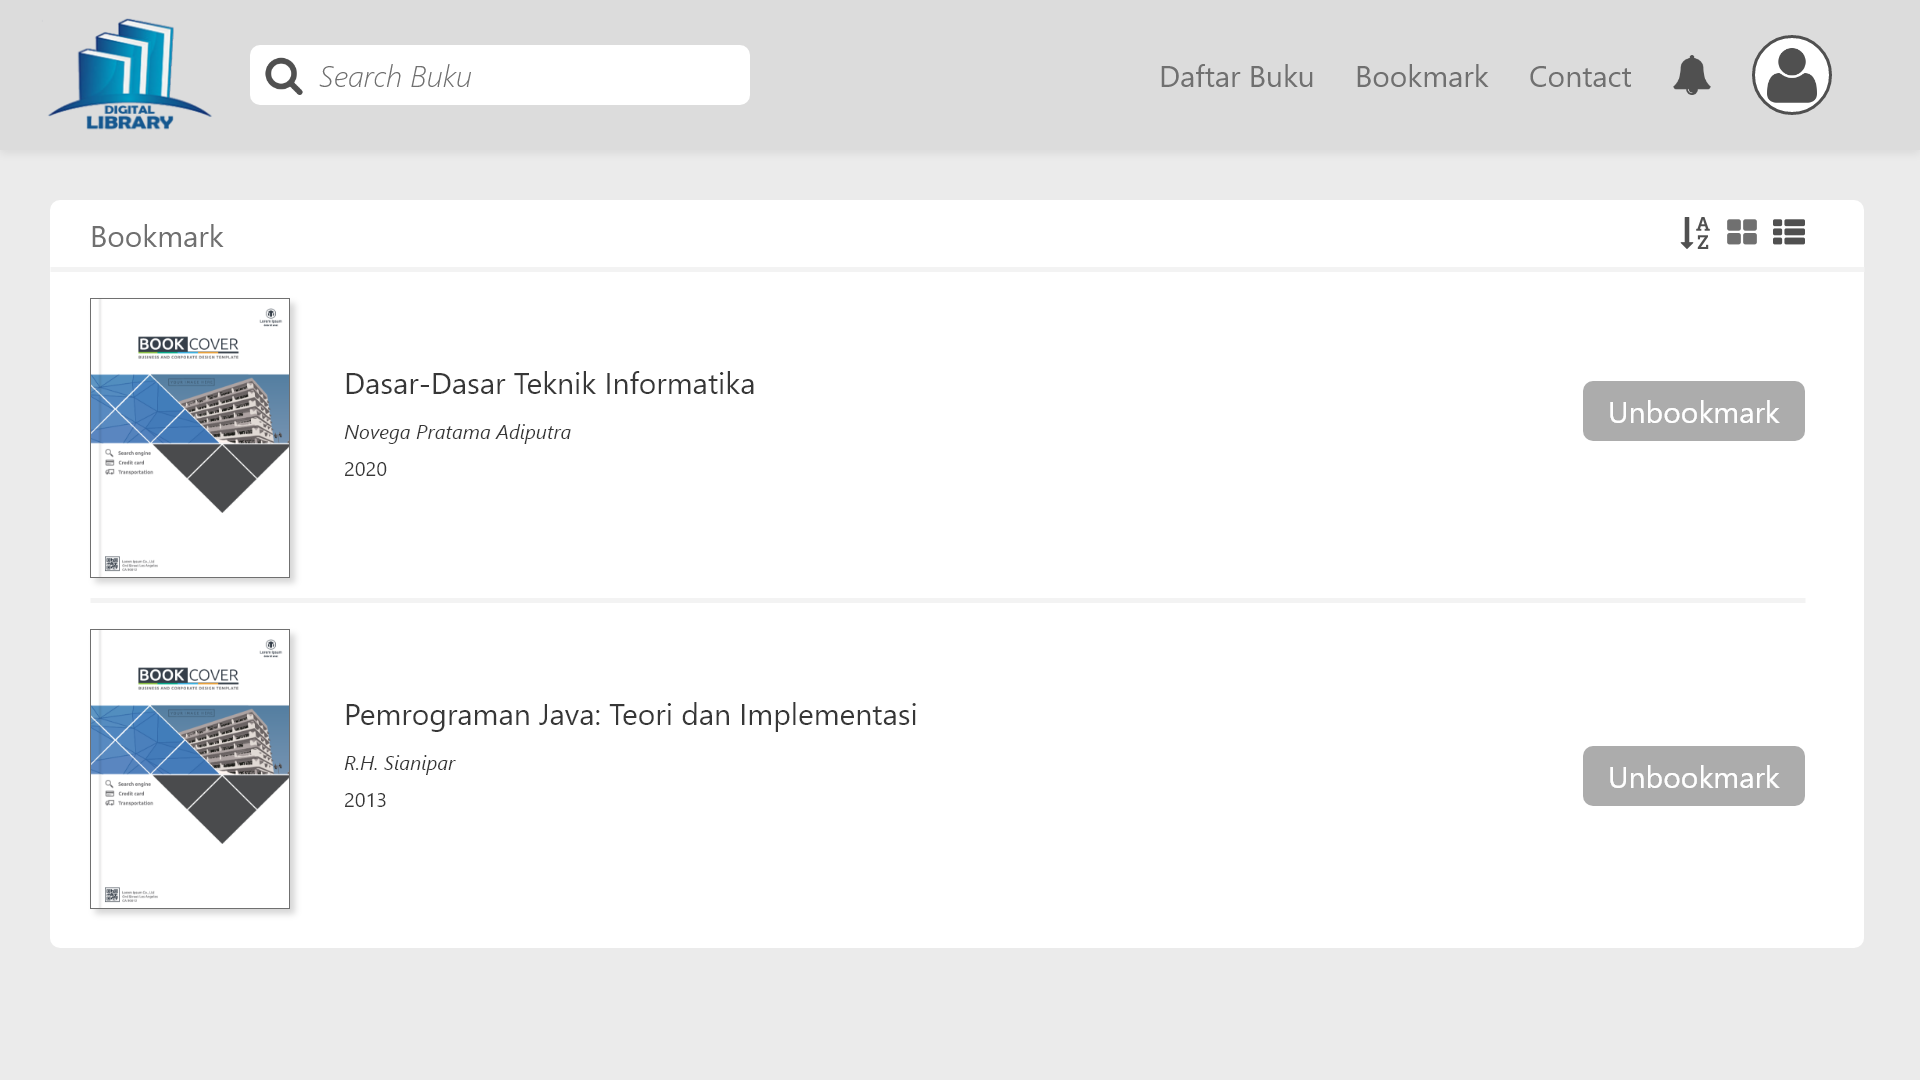 DIGITAL
LIBRARY
Search Buku
Daftar Buku
Bookmark
Contact
Bookmark
A
Z
BOOK COVER
BUSINESS AND CORPORATE DESIGN TEMPLATE
Search engine
Credit card
Transportation
Dasar-Dasar Teknik Informatika
Novega Pratama Adiputra
2020
Unbookmark
BOOK COVER
BUSINESS AND CORPORATE DESIGN TEMPLATE
Search engine
Credit card
Transportation
Pemrograman Java: Teori dan Implementasi
R.H. Sianipar
2013
Unbookmark